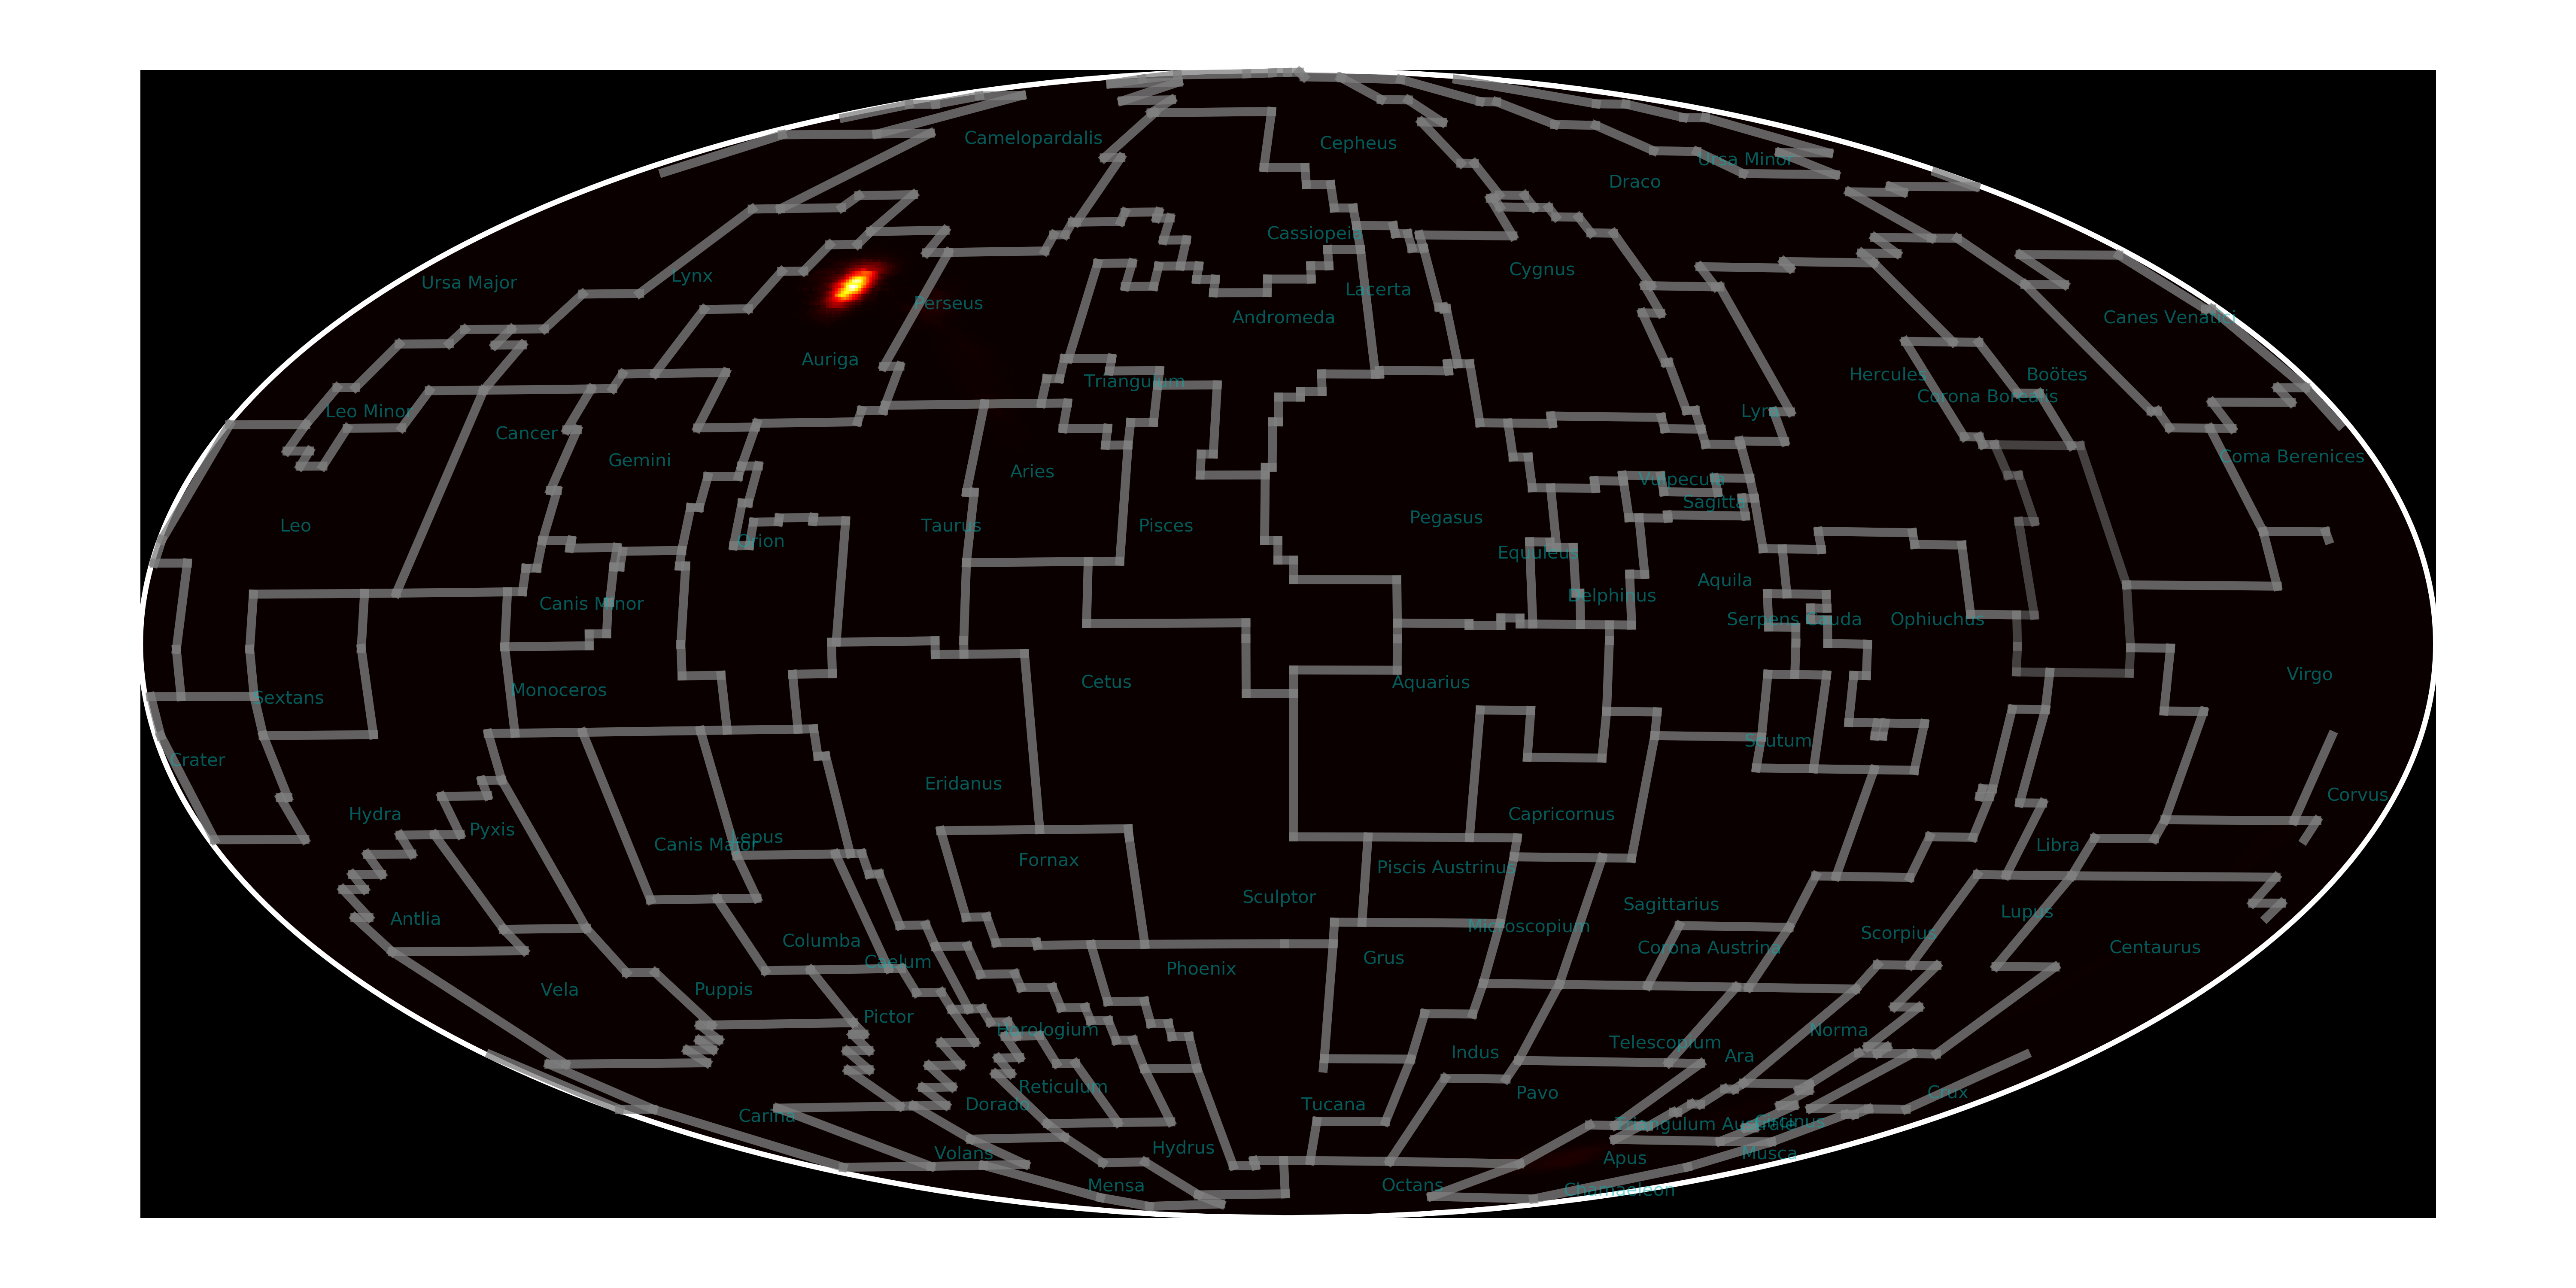 Camelopardalis
Cepheus
Ursa Minor
Draco
Cassiopeia
Cygnus
Lynx
Ursa Major
Lacerta
Perseus
Andromeda
Canes Venatici
Auriga
Hercules
Boötes
Triangulum
Corona Borealis
Leo Minor
Lyra
Cancer
Coma Berenices
Gemini
Aries
Vulpecula
Sagitta
Pegasus
Leo
Taurus
Pisces
Orion
Equuleus
Aquila
Delphinus
Canis Minor
Serpens Cauda
Ophiuchus
Virgo
Cetus
Aquarius
Monoceros
Sextans
Scutum
Crater
Eridanus
Corvus
Hydra
Capricornus
Pyxis
Lepus
Canis Major
Libra
Fornax
Piscis Austrinus
Sculptor
Sagittarius
Lupus
Antlia
Microscopium
Scorpius
Columba
Corona Austrina
Centaurus
Grus
Caelum
Phoenix
Vela
Puppis
Pictor
Horologium
Norma
Telescopium
Indus
Ara
Reticulum
Pavo
Crux
Dorado
Tucana
Carina
Triangulum Australe
Circinus
Hydrus
Volans
Musca
Apus
Mensa
Octans
Chamaeleon